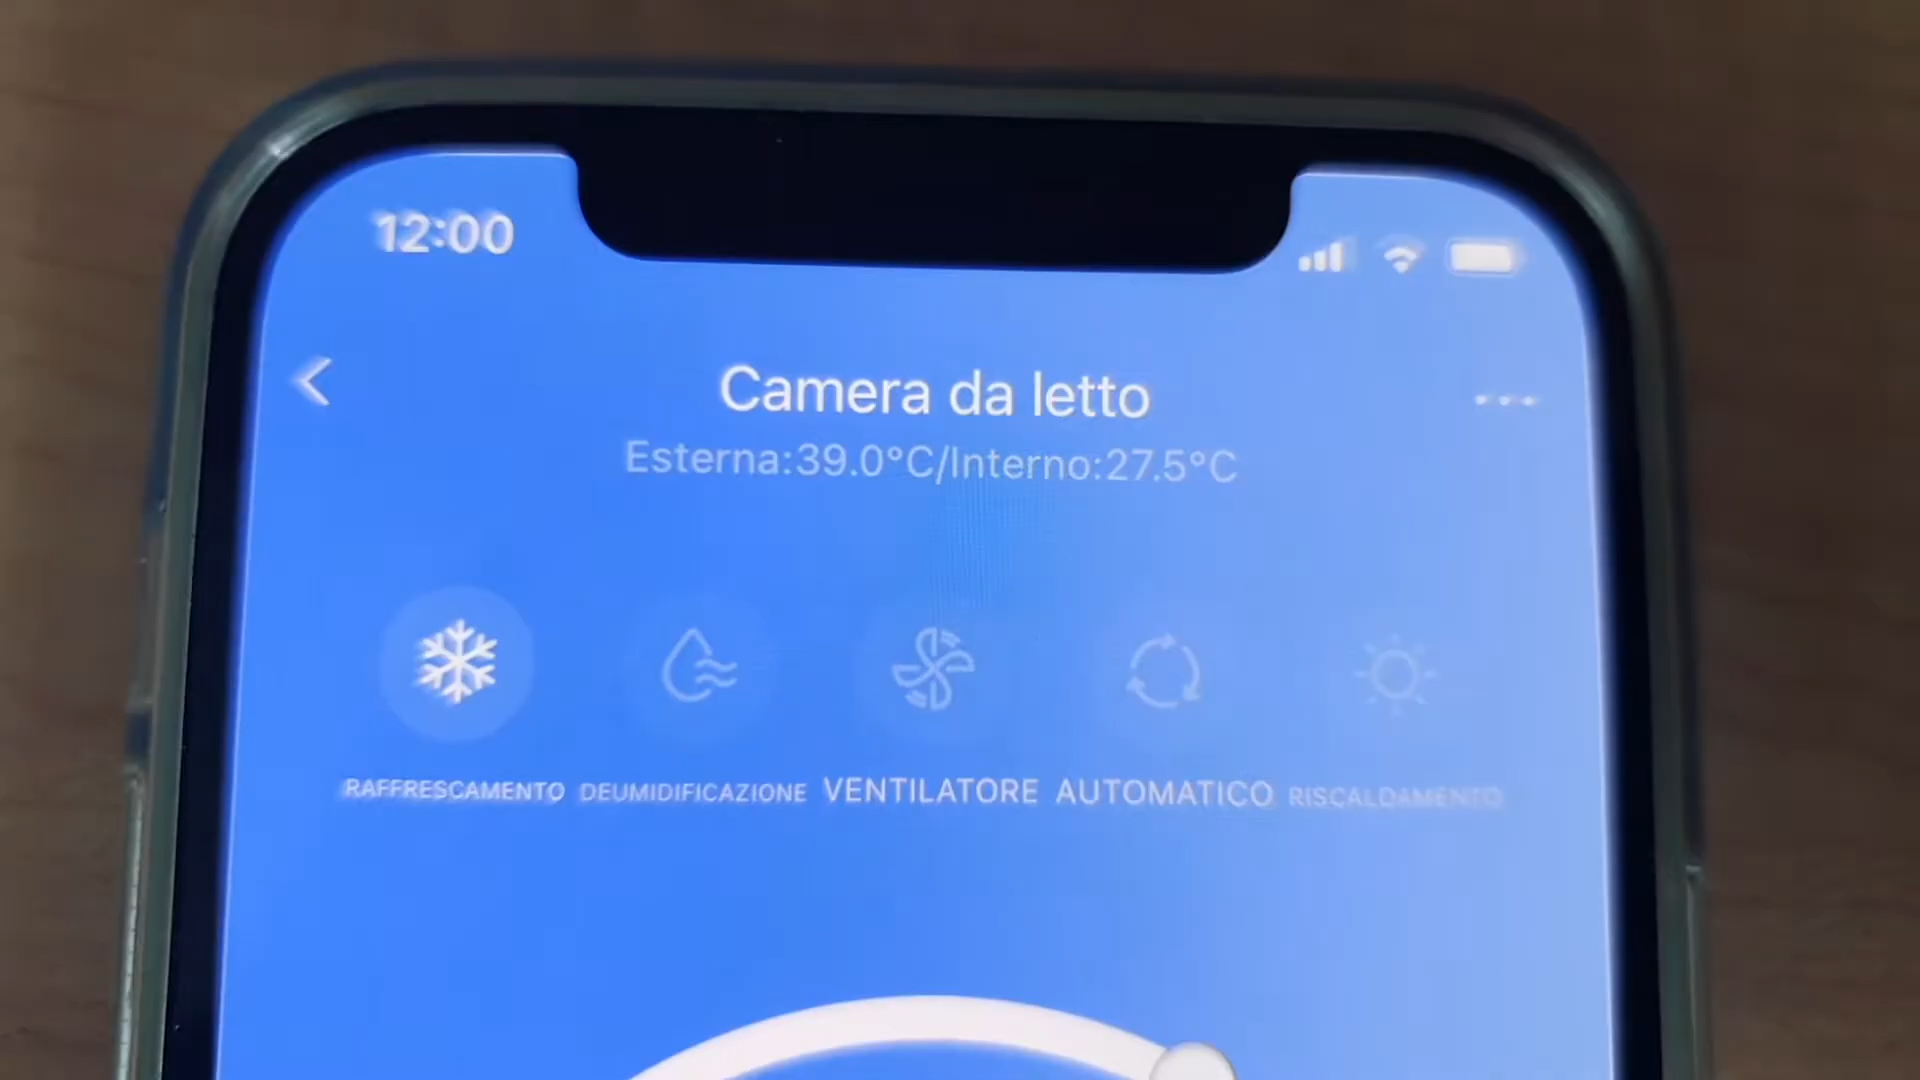 12:00
Camera da letto
Esterna:39.0°C/Interno:27.5°C
RAFFRESCAMENTO DEUMIDIFICAZIONE VENTILATORE AUTOMATICO RISCALDAMENTO